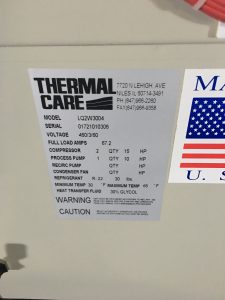 THERMAL
CARE
7720 N LEHIGH AVE
NILES IL 60714-3491
PH (847)966-2260
FAX(847)966-9358
MODEL LQ2W3004
SERIAL 01721010306
VOLTAGE 460/3/60
FULL LOAD AMPS 67.2
COMPRESSOR 2 QTY 15 HP
PROCESS PUMP 1 QTY 10 HP
RECIRC PUMP QTY HP
CONDENSER FAN QTY HP
REFRIGERANT R-22 30 lbs.
MINIMUM TEMP 30 °F MAXIMUM TEMP 65 °F
HEAT TRANSFER FLUID 30% GLYCOL
WARNING
CAUTION
MA
U.S